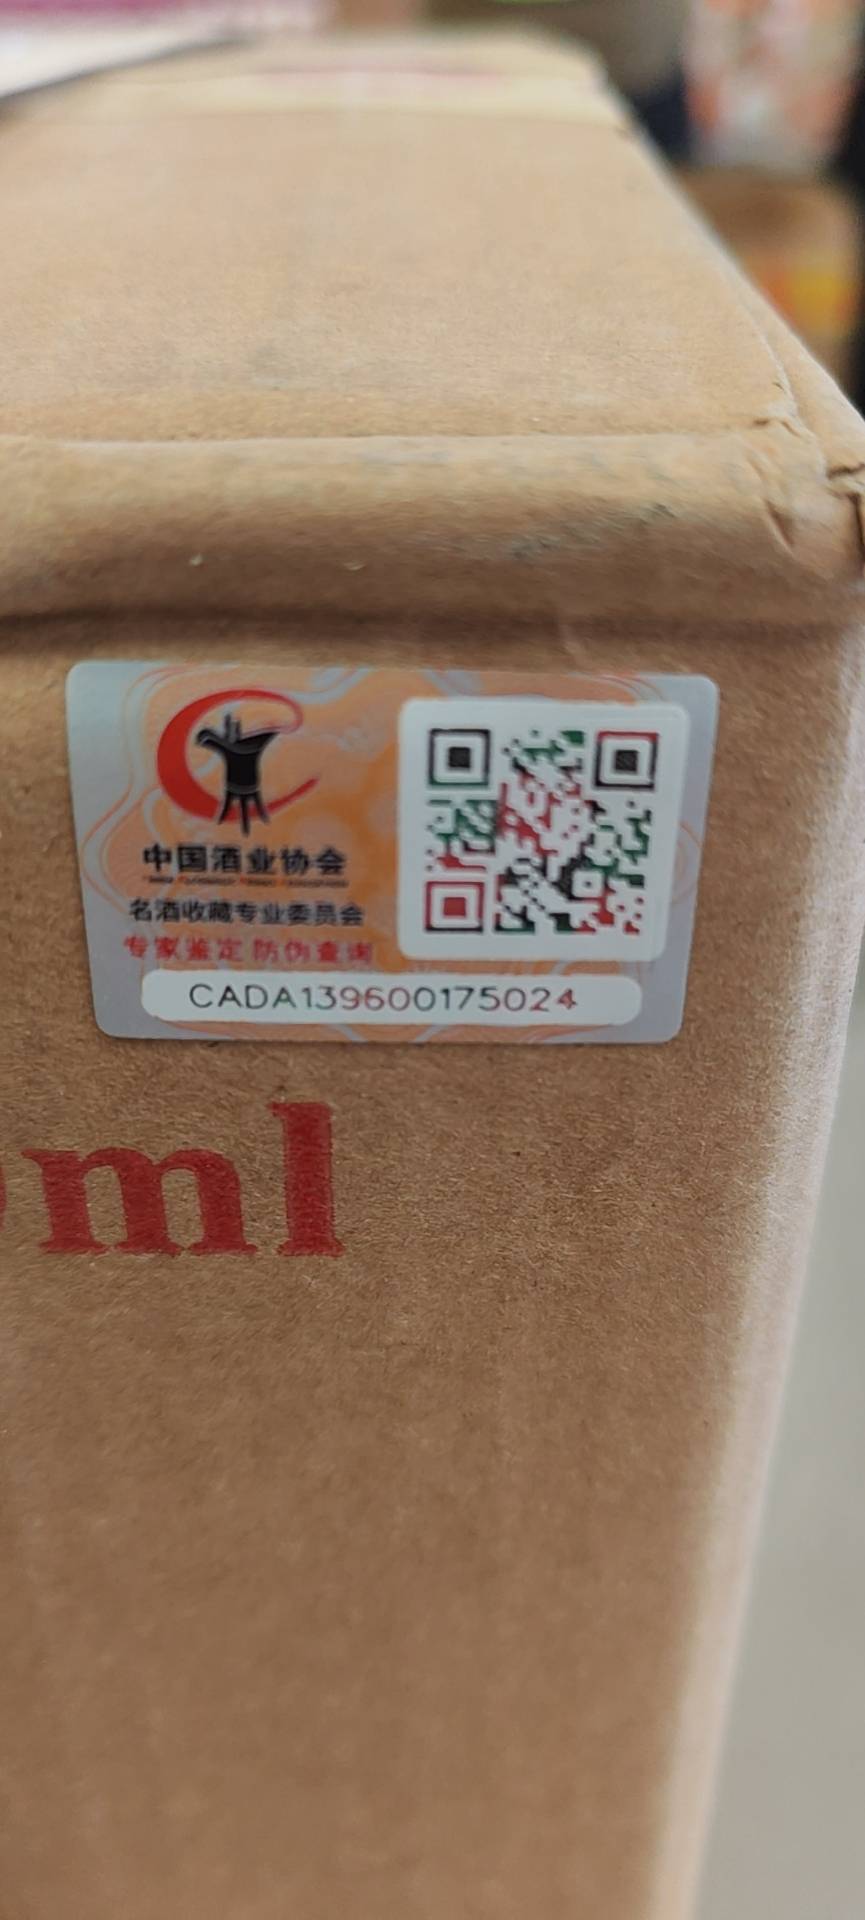 中国酒业协会
名酒收藏专业委员会
专家鉴定 防伪查询
CADA139600175024
ml